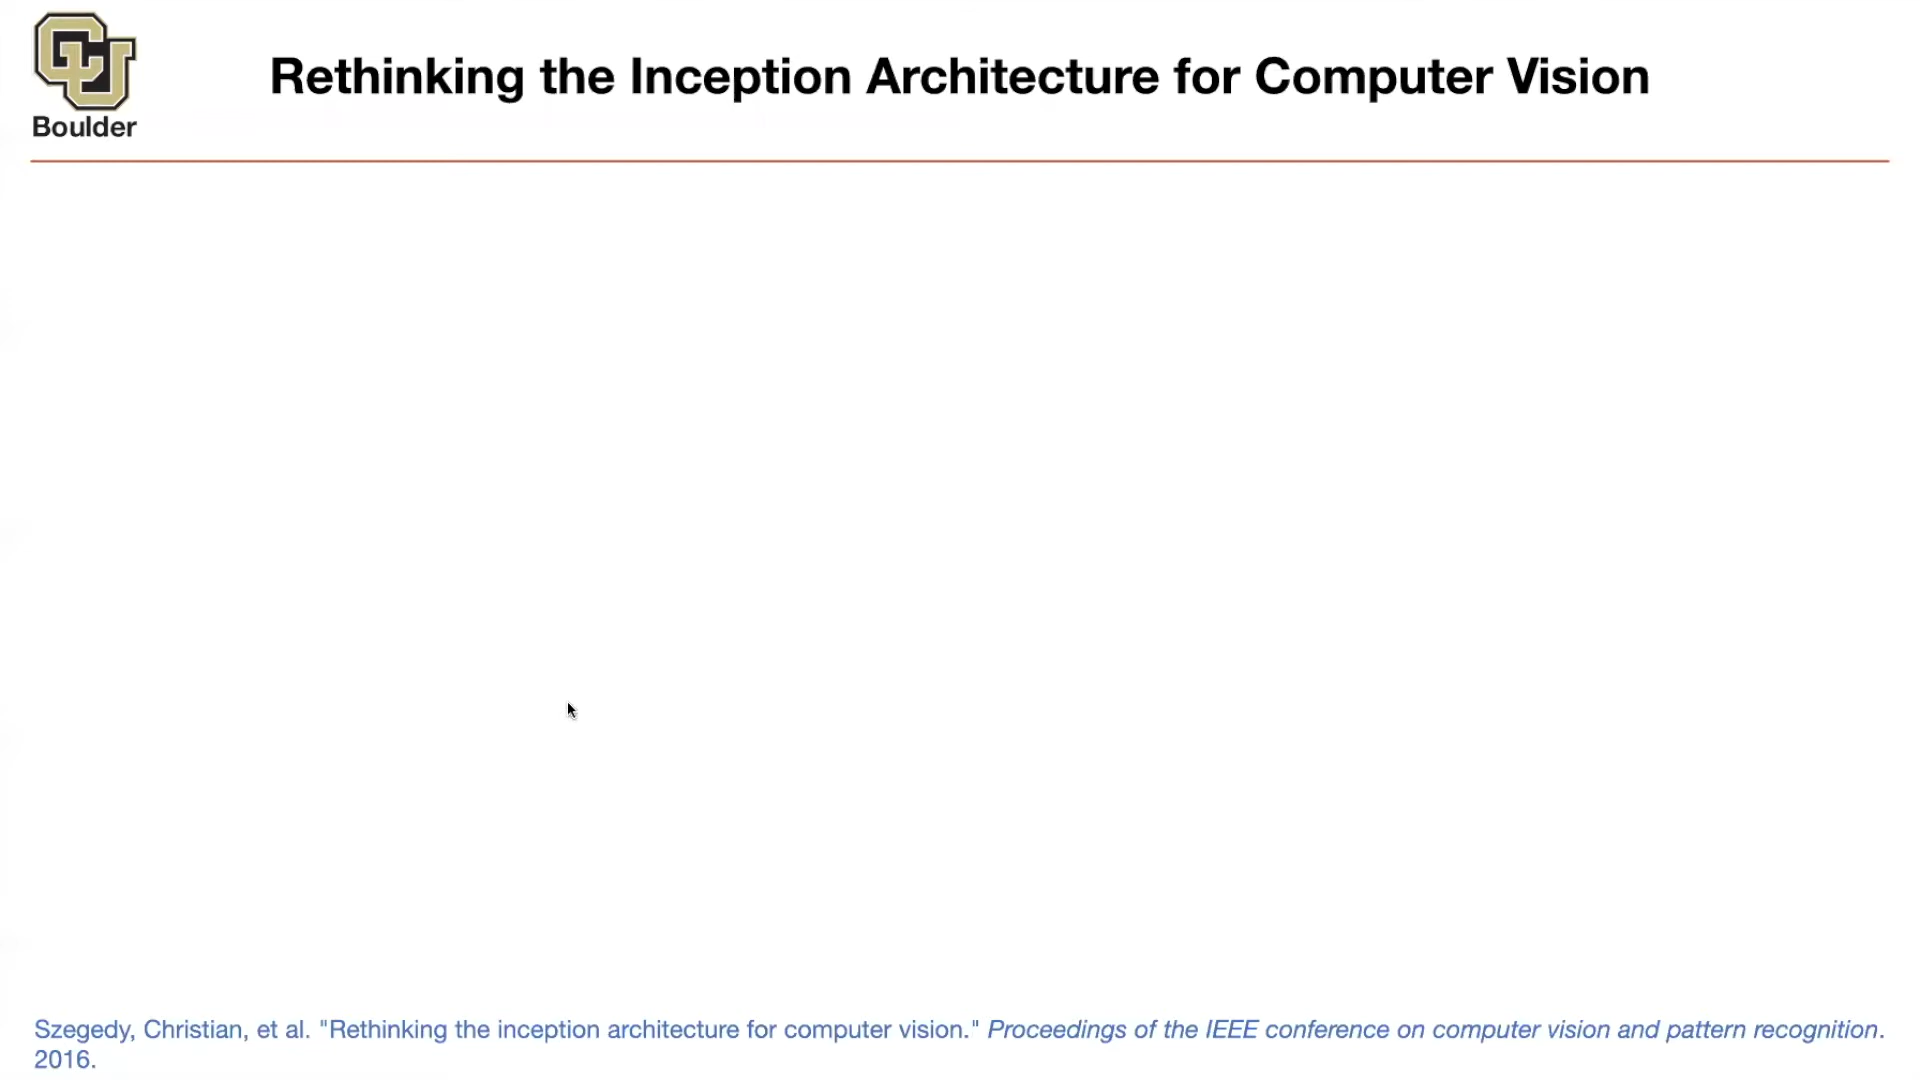 CU
Boulder
Rethinking the Inception Architecture for Computer Vision
Szegedy, Christian, et al. "Rethinking the inception architecture for computer vision." Proceedings of the IEEE conference on computer vision and pattern recognition.
2016.